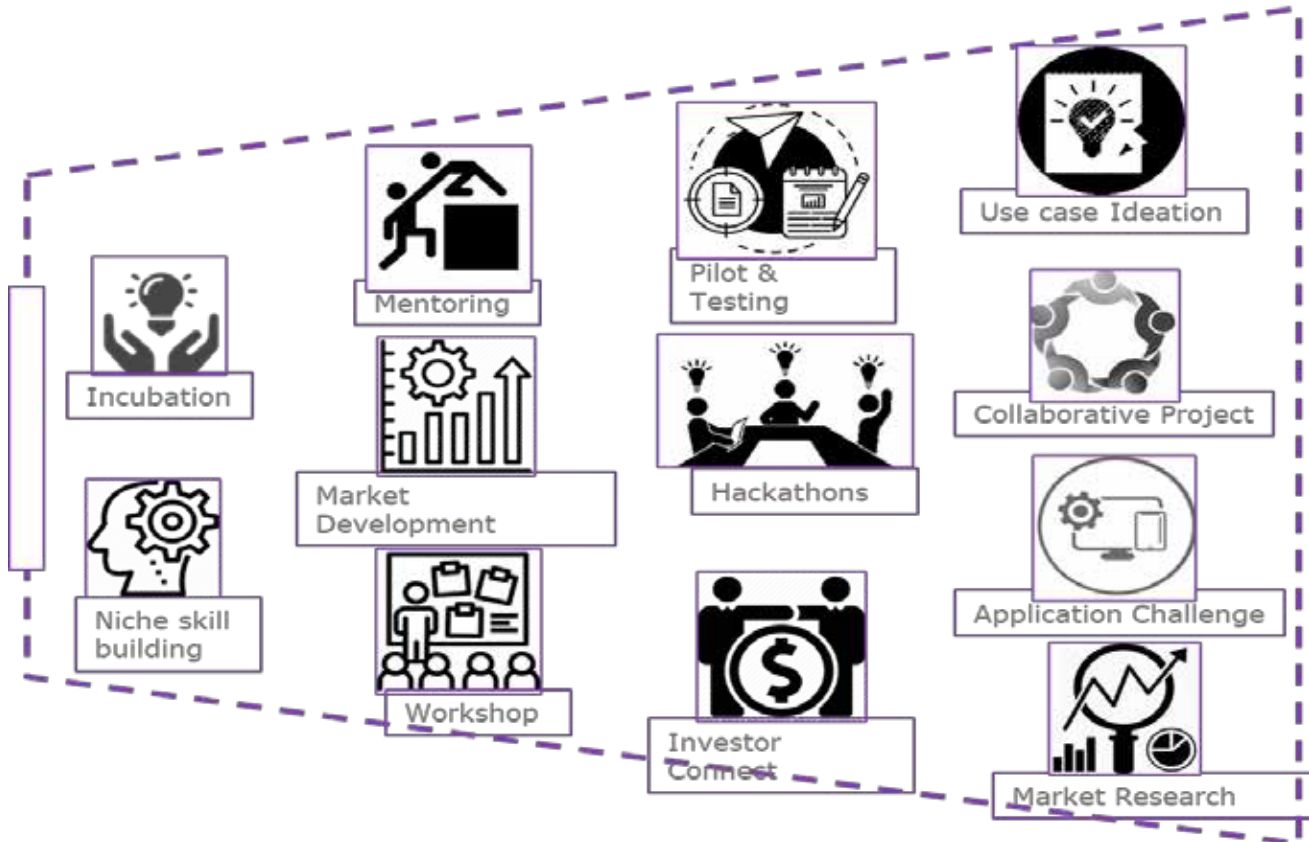 Incubation
Niche skill
building
Mentoring
Market
Development
Workshop
Pilot &
Testing
Hackathons
Investor
Connect
Use case Ideation
Collaborative Project
Application Challenge
Market Research